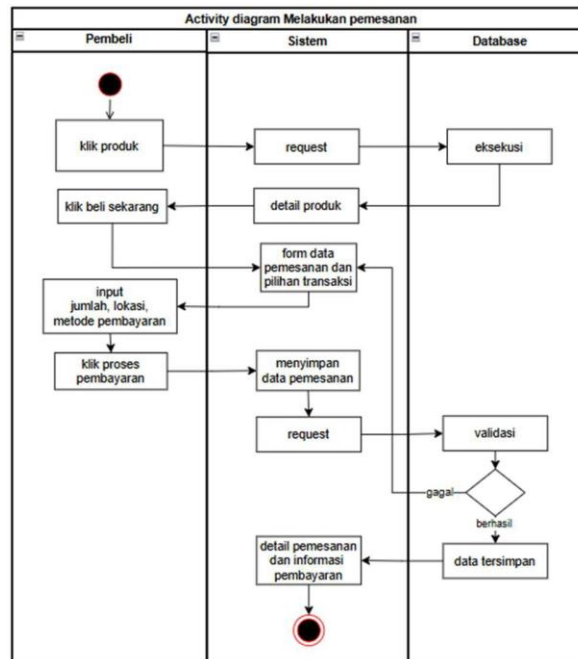 Activity diagram Melakukan pemesanan
Pembeli
Sistem
Database
klik produk
request
eksekusi
klik beli sekarang
detail produk
form data
pemesanan dan
pilihan transaksi
input
jumlah, lokasi,
metode pembayaran
klik proses
pembayaran
menyimpan
data pemesanan
request
validasi
gagal
berhasil
detail pemesanan
dan informasi
pembayaran
data tersimpan